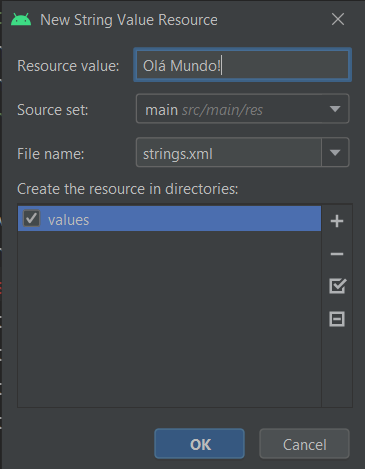 New String Value Resource
Resource value: Olá Mundo!
Source set: main src/main/res
File name: strings.xml
Create the resource in directories:
values
OK Cancel